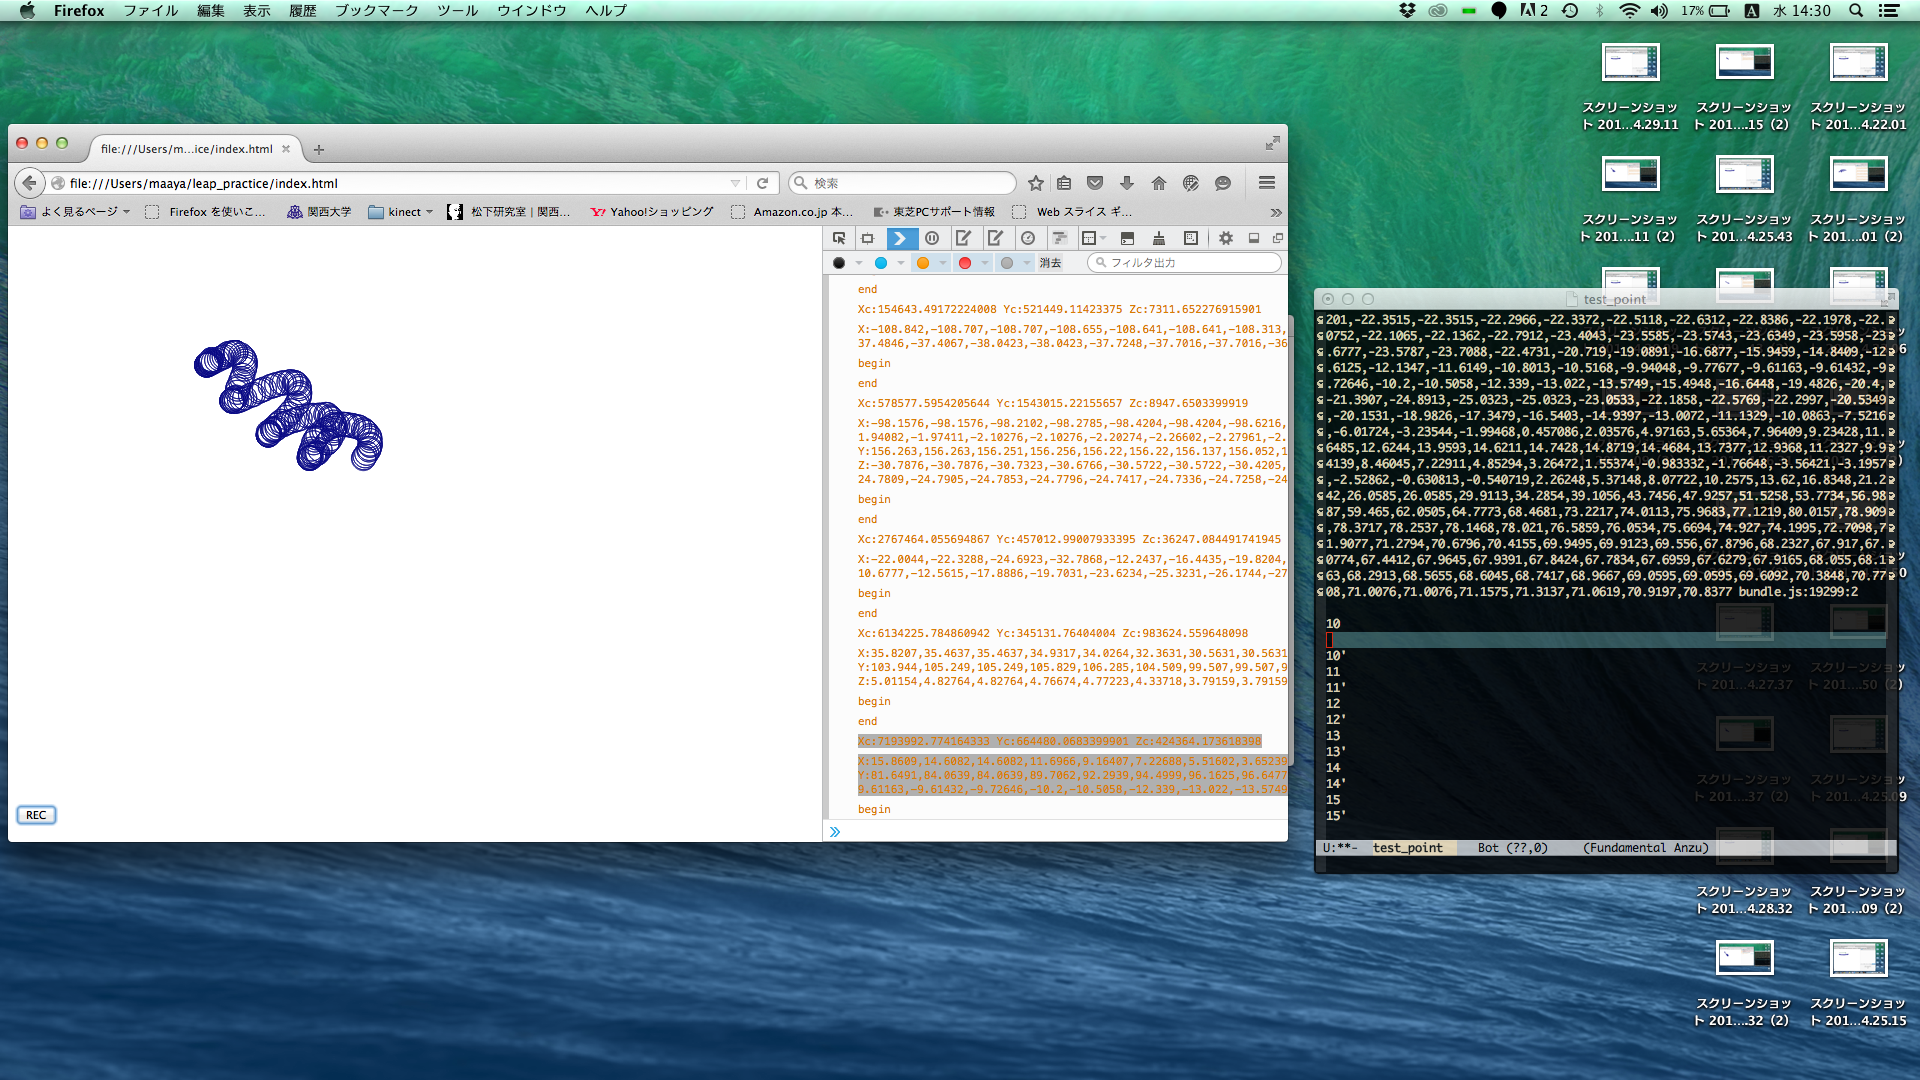 Firefox ファイル 編集 表示 履歴 ブックマーク ツール ウインドウ ヘルプ
2 17% A 水 14:30
file:///Users/m...ice/index.html
file:///Users/maaya/leap_practice/index.html
検索
よく見るページ Firefox を使いこ... 関西大学 kinect 松下研究室 | 関西... Yahoo!ショッピング Amazon.co.jp 本... 東芝PCサポート情報 Web スライス ギ...
消去 フィルタ出力
end
Xc:154643.49172224008 Yc:521449.11423375 Zc:7311.652276915901
X:-108.842,-108.707,-108.707,-108.655,-108.641,-108.641,-108.313,
37.4846,-37.4067,-38.0423,-38.0423,-37.7248,-37.7016,-37.7016,-36
begin
end
Xc:578577.5954205644 Yc:1543015.22155657 Zc:8947.6503399919
X:-98.1576,-98.1576,-98.2102,-98.2785,-98.4204,-98.4204,-98.6216,
1.94082,-1.97411,-2.10276,-2.10276,-2.20274,-2.26602,-2.27961,-2.
Y:156.263,156.263,156.251,156.256,156.22,156.22,156.137,156.052,1
Z:-30.7876,-30.7876,-30.7323,-30.6766,-30.5722,-30.5722,-30.4205,
24.7809,-24.7905,-24.7853,-24.7796,-24.7417,-24.7336,-24.7258,-24
begin
end
Xc:2767464.055694867 Yc:457012.99007933395 Zc:36247.084491741945
X:-22.0044,-22.3288,-24.6923,-32.7868,-12.2437,-16.4435,-19.8204,
10.6777,-12.5615,-17.8886,-19.7031,-23.6234,-25.3231,-26.1744,-27
begin
end
Xc:6134225.784860942 Yc:345131.76404004 Zc:983624.559648098
X:35.8207,35.4637,35.4637,34.9317,34.0264,32.3631,30.5631,30.5631
Y:103.944,105.249,105.249,105.829,106.285,104.509,99.507,99.507,9
Z:5.01154,4.82764,4.82764,4.76674,4.77223,4.33718,3.79159,3.79159
begin
end
Xc:7193992.774164333 Yc:664480.0683399901 Zc:424364.173618398
X:15.8609,14.6082,14.6082,11.6966,9.16407,7.22688,5.51602,3.65239
Y:81.6491,84.0639,84.0639,89.7062,92.2939,94.4999,96.1625,96.6477
9.61163,-9.61432,-9.72646,-10.2,-10.5058,-12.339,-13.022,-13.5749
begin
REC
test_point
201,-22.3515,-22.3515,-22.2966,-22.3372,-22.5118,-22.6312,-22.8386,-22.1978,-22.
0752,-22.1065,-22.1362,-22.7912,-23.4043,-23.5585,-23.5743,-23.6349,-23.5958,-23
.6777,-23.5787,-23.7088,-22.4731,-20.719,-19.0891,-16.6877,-15.9459,-14.8409,-12
.6125,-12.1347,-11.6149,-10.8013,-10.5168,-9.94048,-9.77677,-9.61163,-9.61432,-9
.72646,-10.2,-10.5058,-12.339,-13.022,-13.5749,-15.4948,-16.6448,-19.4826,-20.4,
-21.3907,-24.8913,-25.0323,-25.0323,-23.0533,-22.1858,-22.5769,-22.2997,-20.5349
,-20.1531,-18.9826,-17.3479,-16.5403,-14.9397,-13.0072,-11.1329,-10.0863,-7.5216
,-6.01724,-3.23544,-1.99468,0.457086,2.03576,4.97163,5.65364,7.96409,9.23428,11.
6485,12.6244,13.9593,14.6211,14.7428,14.8719,14.4684,13.7377,12.9368,11.2327,9.9
4139,8.46045,7.22911,4.85294,3.26472,1.55374,-0.983332,-1.76648,-3.56421,-3.1957
,-2.52862,-0.630813,-0.540719,2.26248,5.37148,8.07722,10.2575,13.62,16.8348,21.2
42,26.0585,26.0585,29.9113,34.2854,39.1056,43.7456,47.9257,51.5258,53.7734,56.98
87,59.465,62.0505,64.7773,68.4681,73.2217,74.0113,75.9683,77.1219,80.0157,78.909
,78.3717,78.2537,78.1468,78.021,76.5859,76.0534,75.6694,74.927,74.1995,72.7098,7
1.9077,71.2794,70.6796,70.4155,69.9495,69.9123,69.556,67.8796,68.2327,67.917,67.
0774,67.4412,67.9645,67.9391,67.8424,67.7834,67.6959,67.6279,67.9165,68.055,68.1
63,68.2913,68.5655,68.6045,68.7417,68.9667,69.0595,69.0595,69.6092,70.3848,70.77
08,71.0076,71.0076,71.1575,71.3137,71.0619,70.9197,70.8377 bundle.js:19299:2
10
10'
11
11'
12
12'
13
13'
14
14'
15
15'
U:**- test_point Bot (??,0) (Fundamental Anzu)
スクリーンショッ スクリーンショッ スクリーンショッ
ト 201...4.29.11 ト 201....15 (2) ト 201...4.22.01
スクリーンショッ スクリーンショッ スクリーンショッ
ト 201....11 (2) ト 201...4.25.43 ト 201....01 (2)
スクリーンショッ
ト 201...4.27.37 ト 201....50 (2)
ト 201....37 (2) ト 201...4.25.09
スクリーンショッ スクリーンショッ
ト 201...4.28.32 ト 201....09 (2)
スクリーンショッ スクリーンショッ
ト 201....32 (2) ト 201...4.25.15